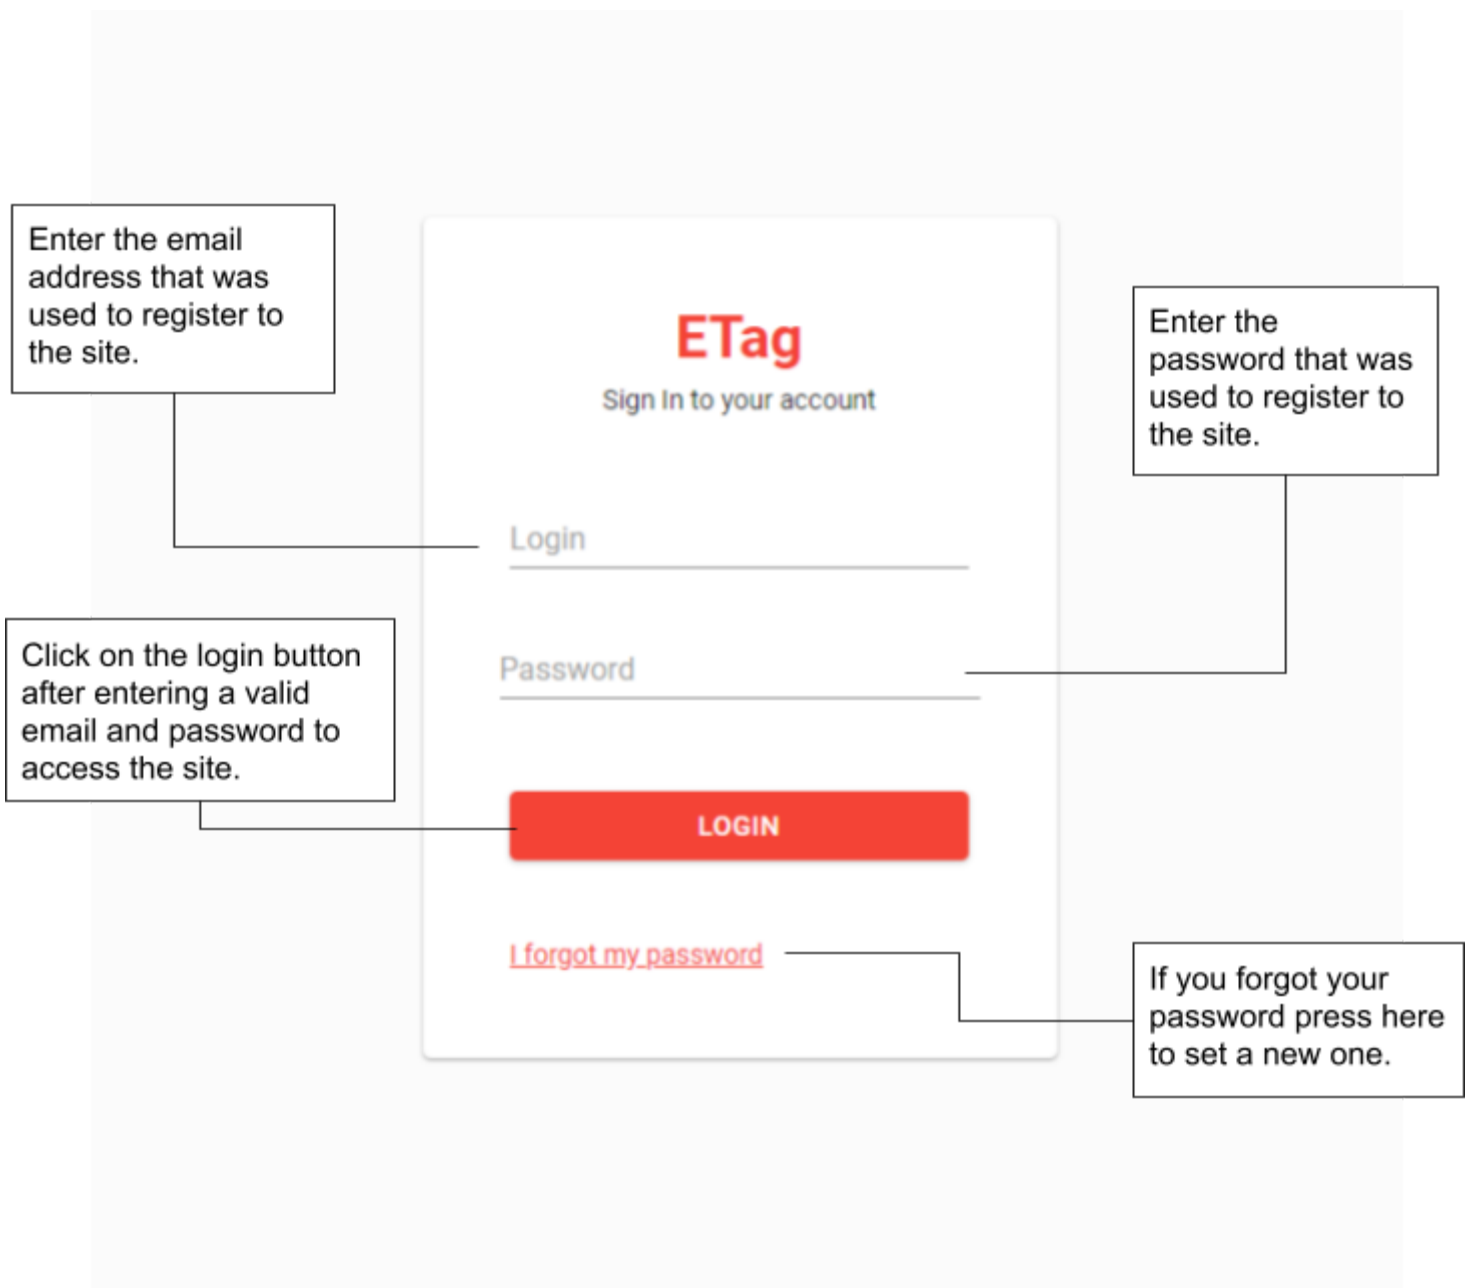 Enter the email
address that was
used to register to
the site.
ETag
Sign In to your account
Enter the
password that was
used to register to
the site.
Login
Click on the login button
after entering a valid
email and password to
access the site.
Password
LOGIN
I forgot my password
If you forgot your
password press here
to set a new one.